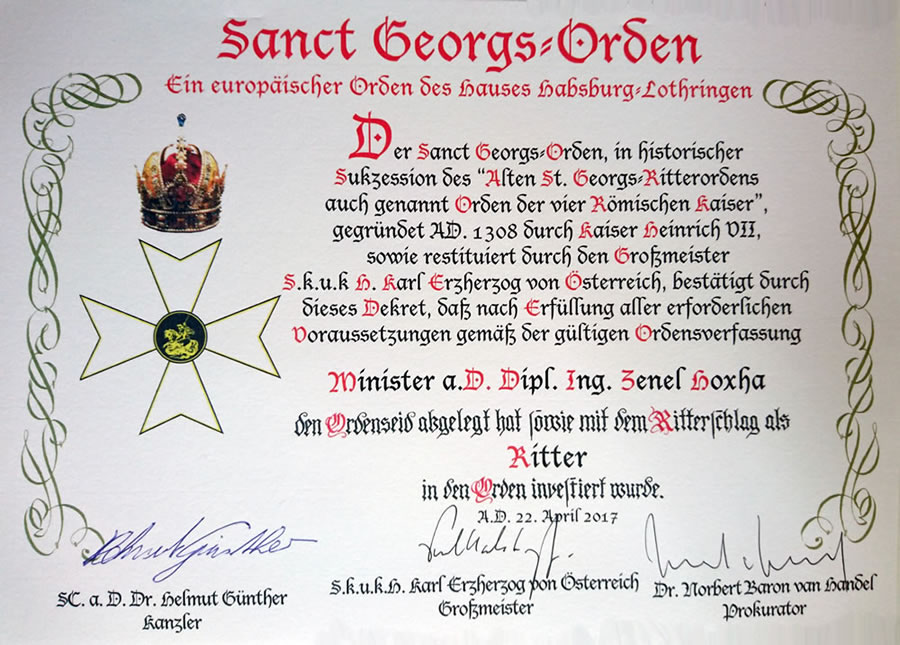 Sanct Georgs=Orden
Ein europäischer Orden des Hauses Habsburg=Lothringen
Der Sanct Georgs=Orden, in historischer
Sukzession des "Alten St. Georgs=Ritterordens
auch genannt Orden der vier Römischen Kaiser",
gegründet AD. 1308 durch Kaiser Heinrich VII,
sowie restituiert durch den Großmeister
S.k.u.k H. Karl Erzherzog von Österreich, bestätigt durch
dieses Dekret, daß nach Erfüllung aller erforderlichen
Voraussetzungen gemäß der gültigen Ordensverfassung
Minister a.D. Dipl. Ing. Zenel Hoxha
den Ordenseid abgelegt hat sowie mit dem Ritterschlag als
Ritter
in den Orden investiert wurde.
A.D. 22. April 2017
SC. a. D. Dr. Helmut Günther
Kanzler
S.k.u.k.H. Karl Erzherzog von Österreich
Großmeister
Dr. Norbert Baron van Handel
Prokurator